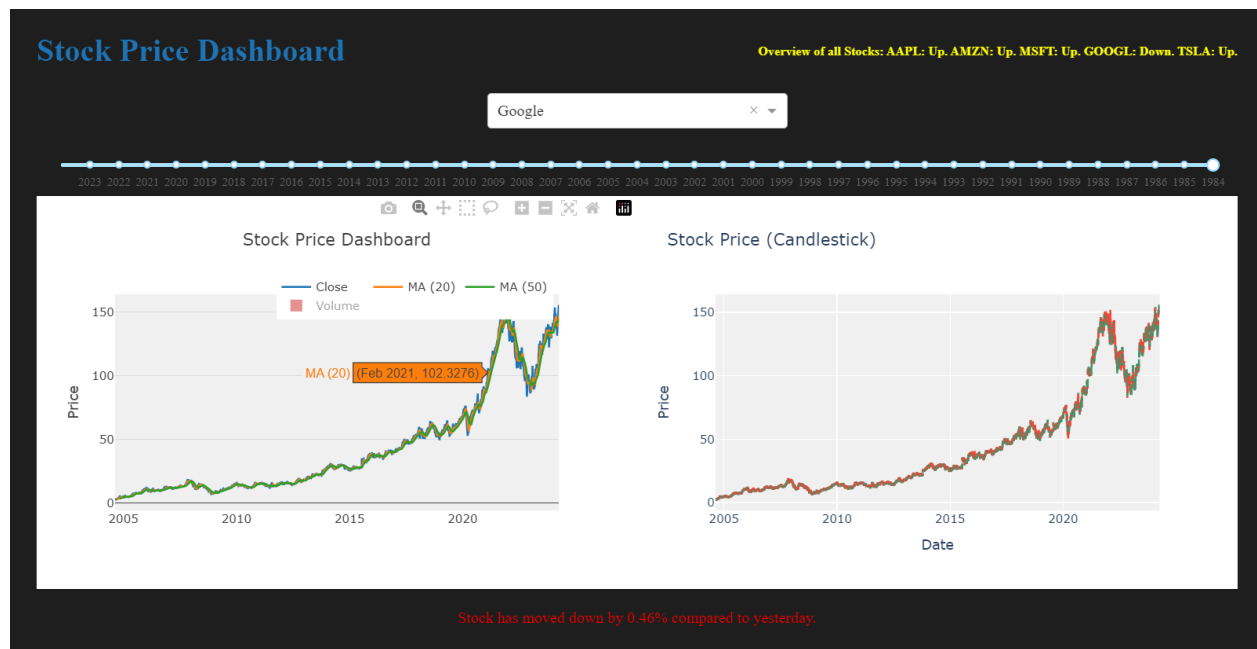 Stock Price Dashboard
Overview of all Stocks: AAPL: Up. AMZN: Up. MSFT: Up. GOOGL: Down. TSLA: Up.
Google
2023 2022 2021 2020 2019 2018 2017 2016 2015 2014 2013 2012 2011 2010 2009 2008 2007 2006 2005 2004 2003 2002 2001 2000 1999 1998 1997 1996 1995 1994 1993 1992 1991 1990 1989 1988 1987 1986 1985 1984
Stock Price Dashboard
Close MA (20) MA (50)
Volume
150
MA (20) (Feb 2021, 102.3276)
100
Price
50
0
2005 2010 2015 2020
Stock Price (Candlestick)
150
100
Price
50
0
2005 2010 2015 2020
Date
Stock has moved down by 0.46% compared to yesterday.